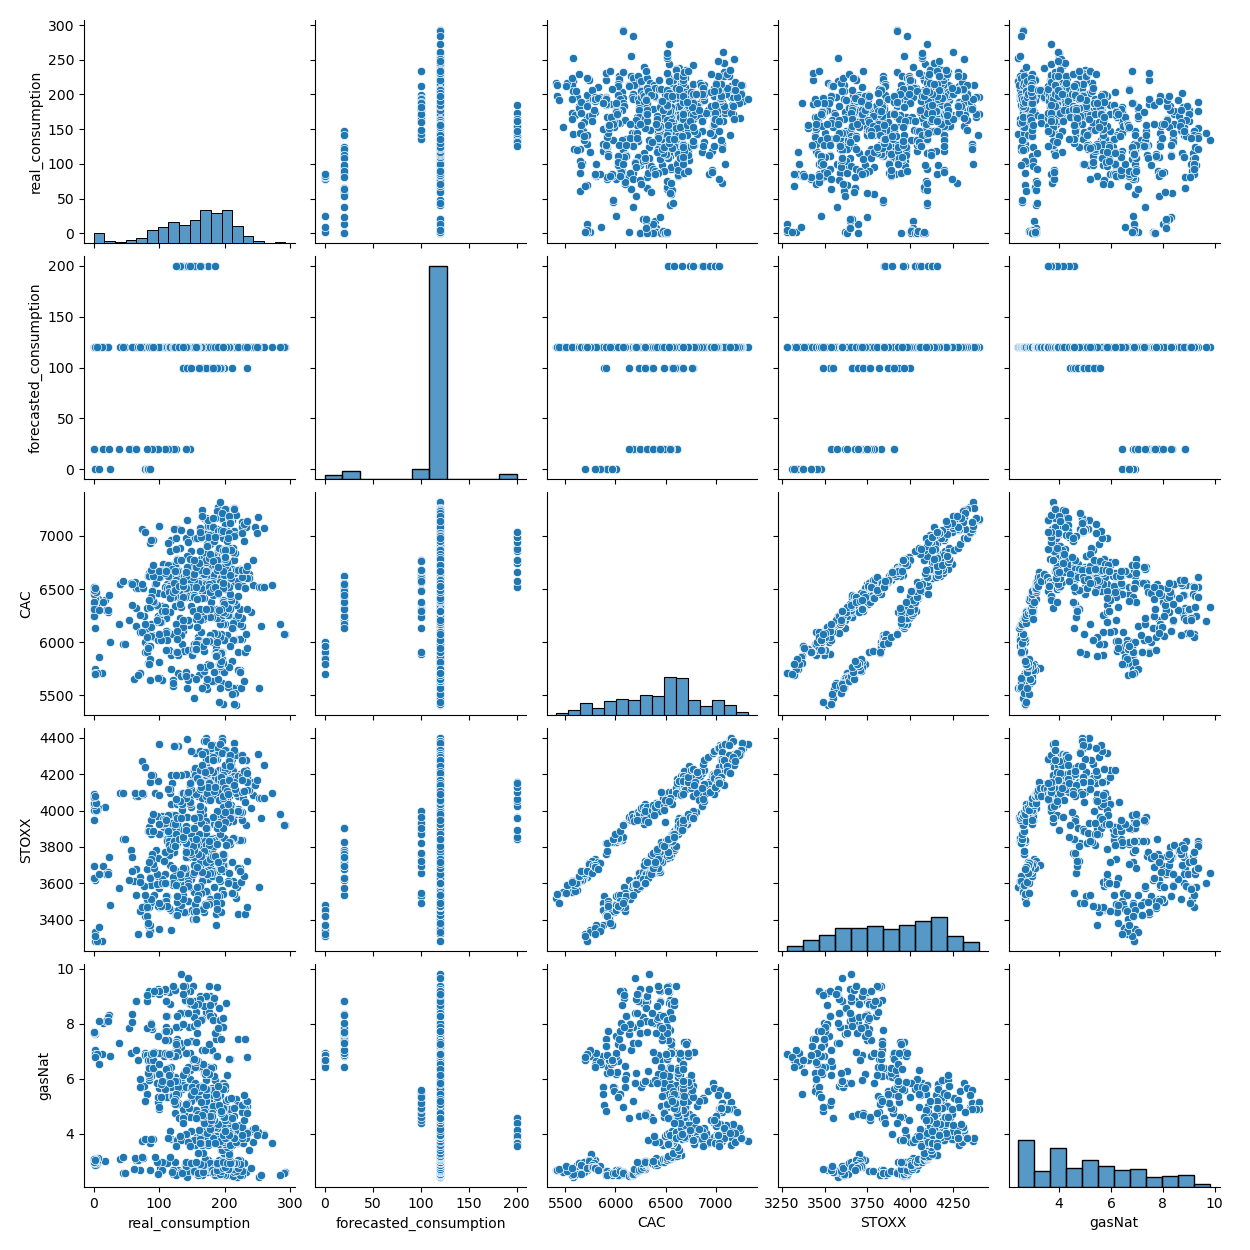 real_consumption
300
250
200
150
100
50
0
forecasted_consumption
200
150
100
50
0
CAC
7000
6500
6000
5500
STOXX
4400
4200
4000
3800
3600
3400
gasNat
10
8
6
4
0 100 200 300
real_consumption
0 50 100 150 200
forecasted_consumption
5500 6000 6500 7000
CAC
3250 3500 3750 4000 4250
STOXX
4 6 8 10
gasNat